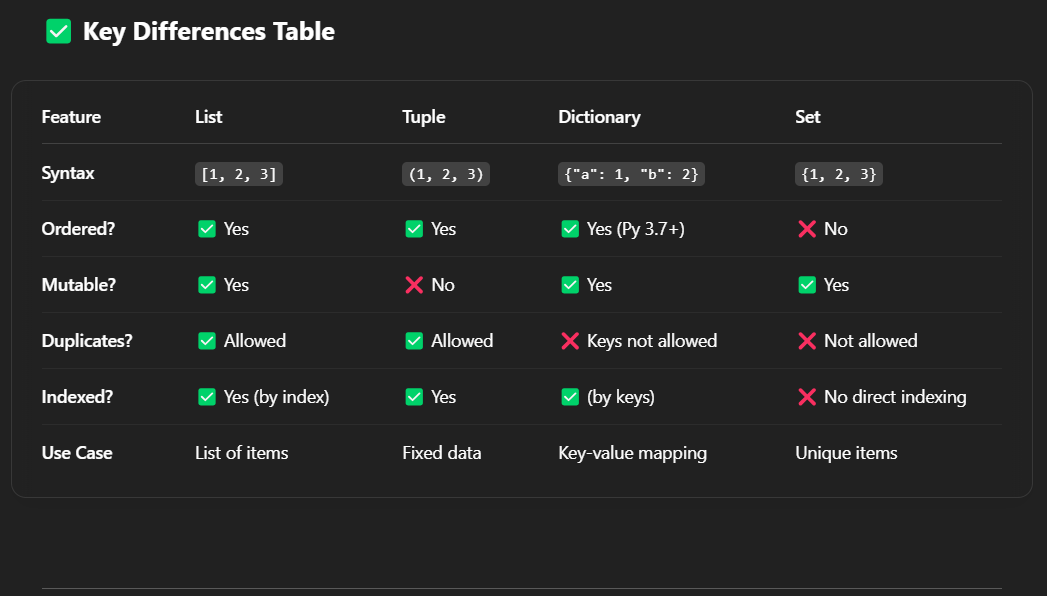 ✅ Key Differences Table
Feature List Tuple Dictionary Set
Syntax [1, 2, 3] (1, 2, 3) {"a": 1, "b": 2} {1, 2, 3}
Ordered? ✅ Yes ✅ Yes ✅ Yes (Py 3.7+) ❌ No
Mutable? ✅ Yes ❌ No ✅ Yes ✅ Yes
Duplicates? ✅ Allowed ✅ Allowed ❌ Keys not allowed ❌ Not allowed
Indexed? ✅ Yes (by index) ✅ Yes ✅ (by keys) ❌ No direct indexing
Use Case List of items Fixed data Key-value mapping Unique items